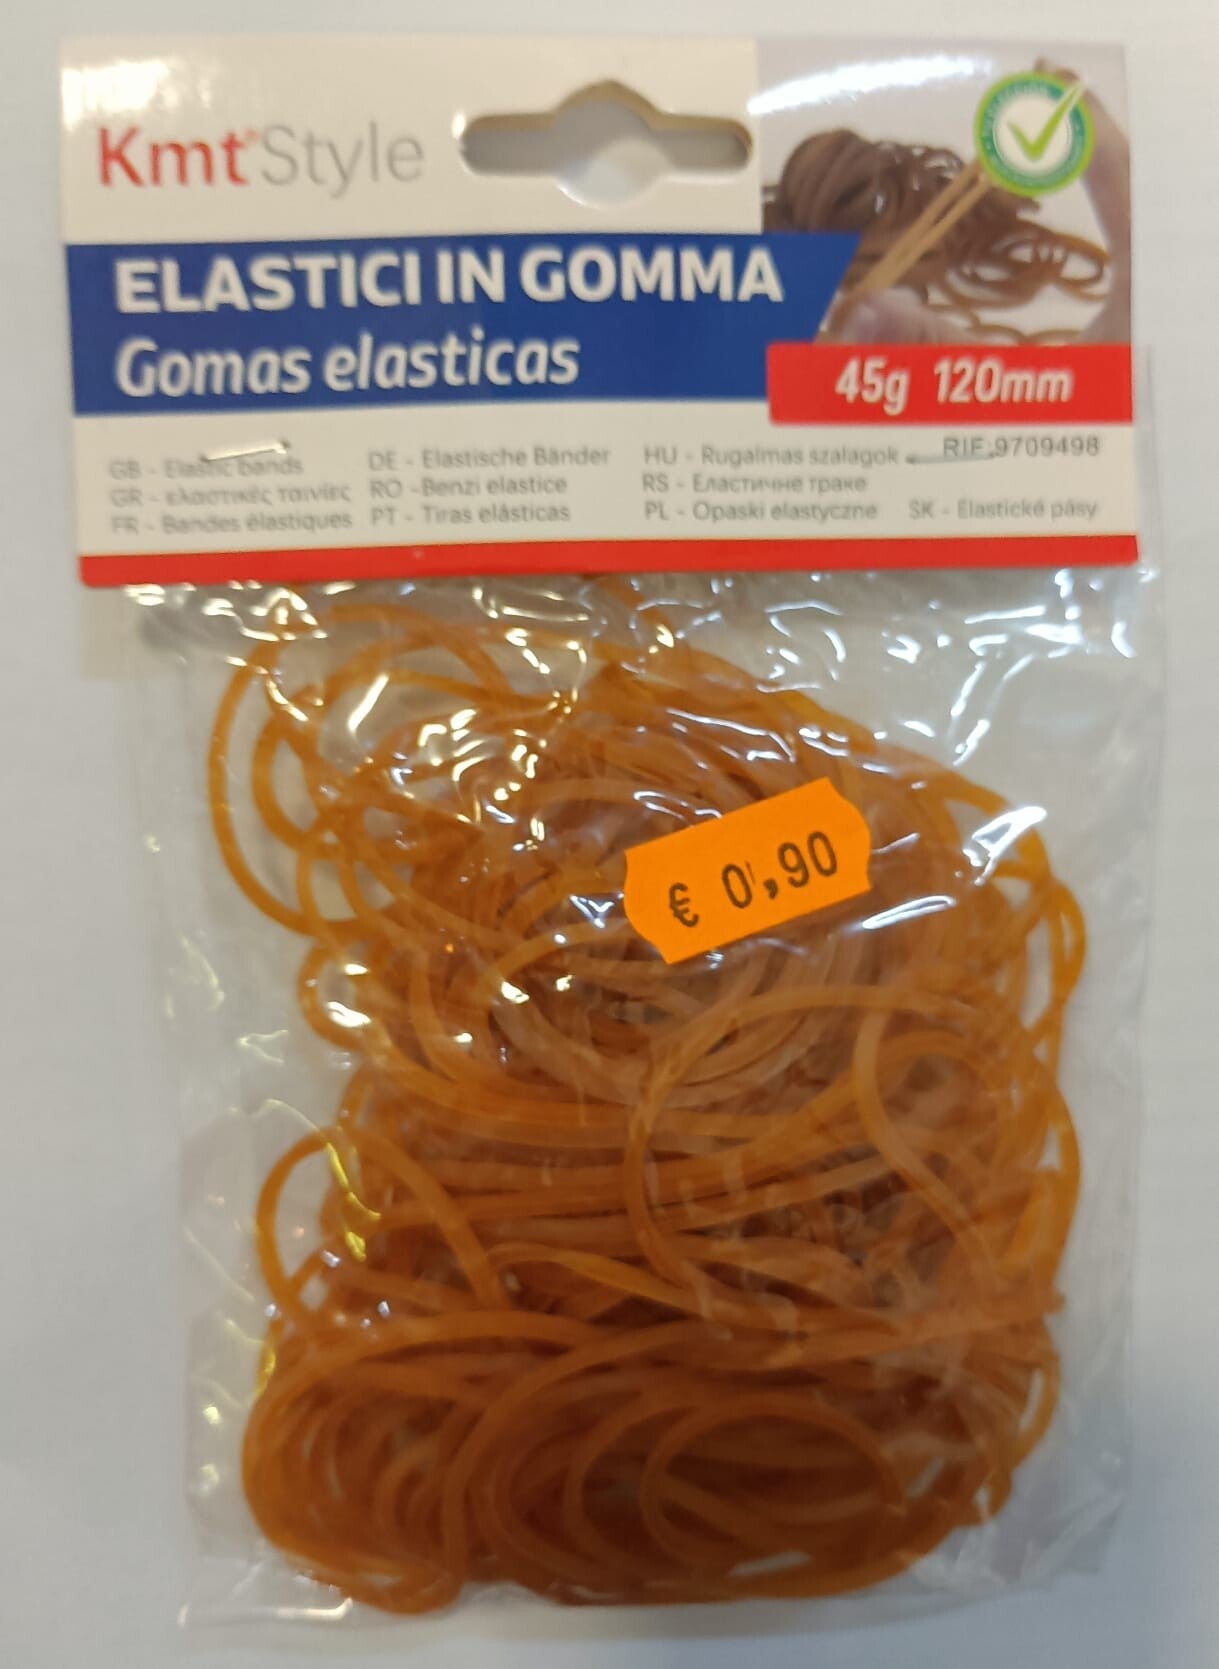 Kmt® Style
ELASTICI IN GOMMA
Gomas elasticas
45g 120mm
GB - Elastic bands
GR - ελαστικές ταινίες
FR - Bandes élastiques
DE - Elastische Bänder
RO -Benzi elastice
PT - Tiras elásticas
HU - Rugalmas szalagok
RS - Еластичне траке
PL - Opaski elastyczne
RIF.9709498
SK - Elastické pásy
€ 0,90